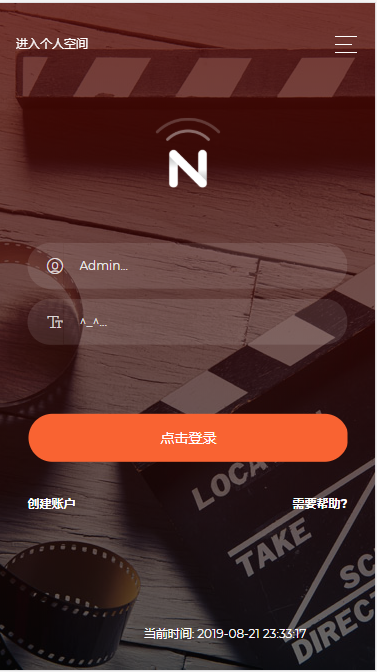 进入个人空间
N
Admin...
^_^...
点击登录
创建账户
需要帮助?
LOCATION
TAKE
SC
DIRECT
当前时间: 2019-08-21 23:33:17